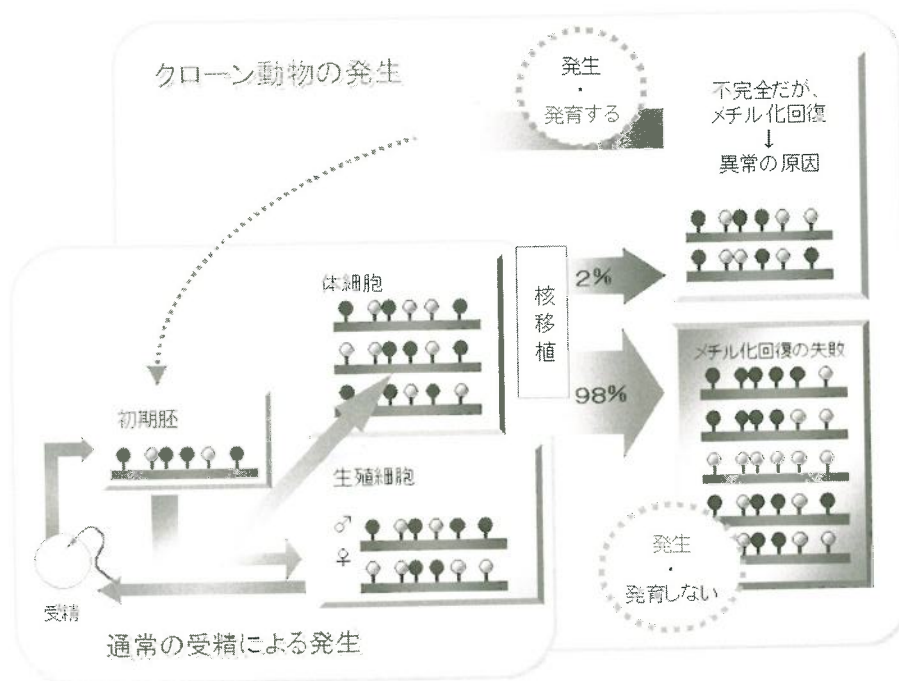 クローン動物の発生
発生
・
発育する
不完全だが、
メチル化回復
↓
異常の原因
体細胞
核移植
2%
98%
メチル化回復の失敗
初期胚
生殖細胞
♂
♀
発生
・
発育しない
受精
通常の受精による発生